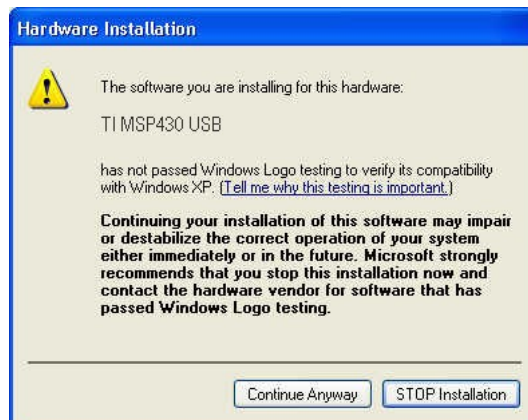 Hardware Installation
The software you are installing for this hardware:
TI MSP430 USB
has not passed Windows Logo testing to verify its compatibility
with Windows XP. (Tell me why this testing is important.)
Continuing your installation of this software may impair
or destabilize the correct operation of your system
either immediately or in the future. Microsoft strongly
recommends that you stop this installation now and
contact the hardware vendor for software that has
passed Windows Logo testing.
Continue Anyway
STOP Installation